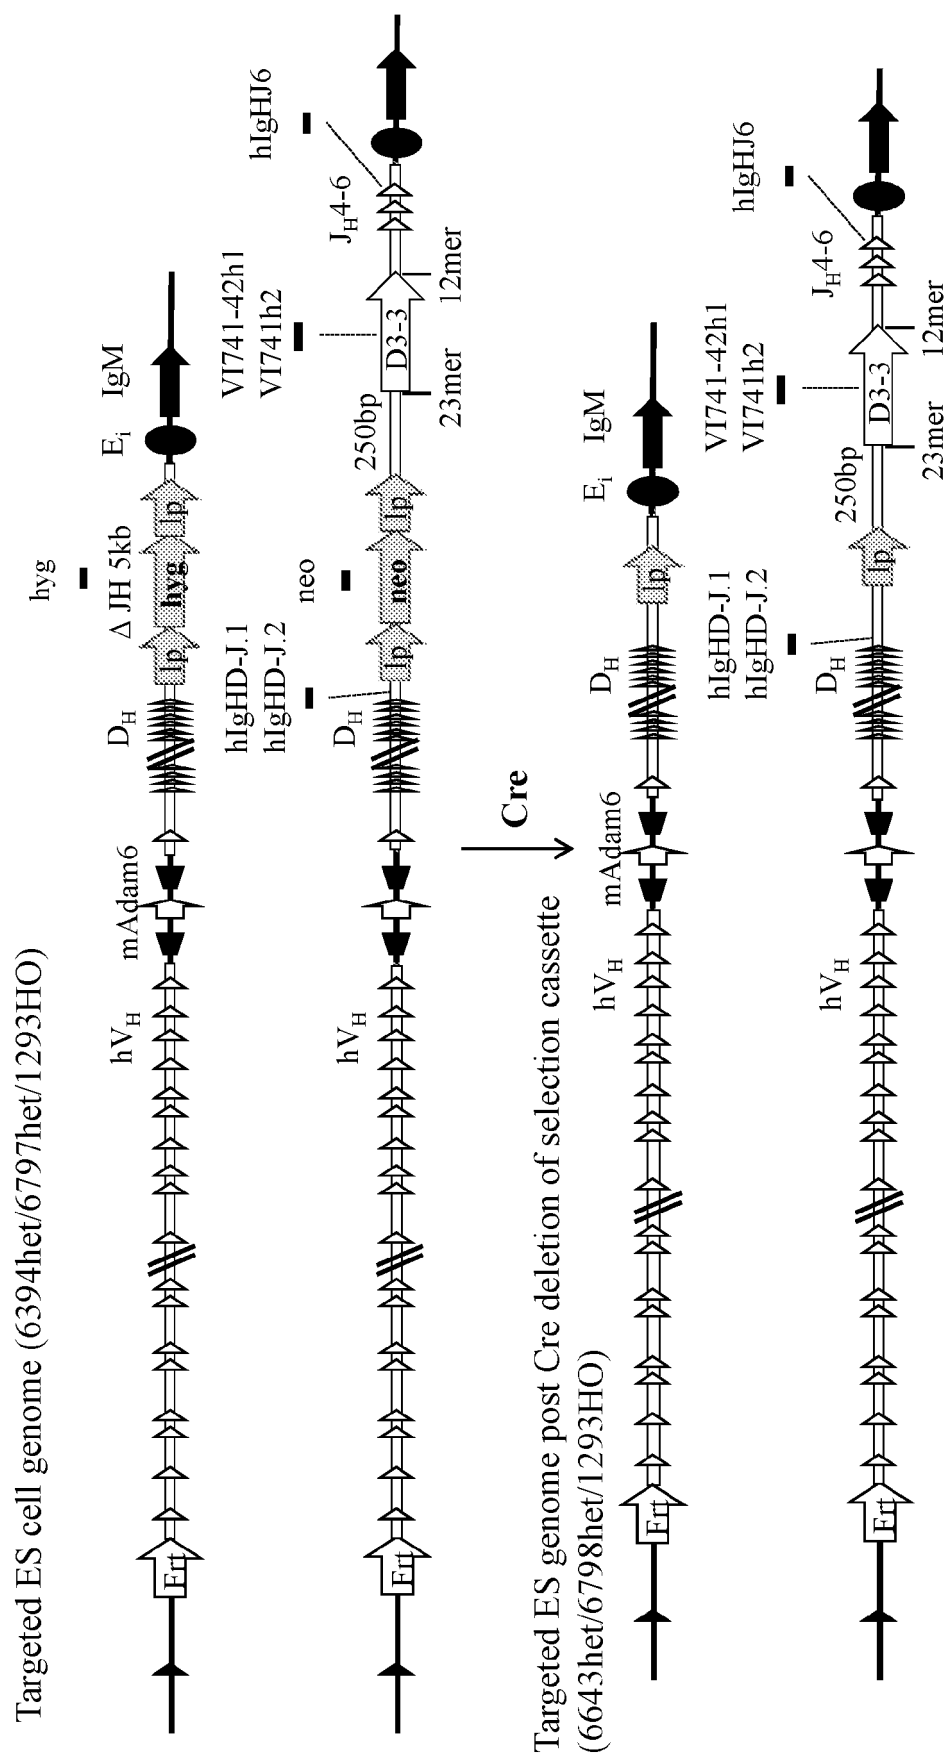 Targeted ES cell genome (6394het/6797het/1293HO)
hyg
Δ JH 5kb
mAdam6
hV_H
D_H
E_i
IgM
Frt
lp
hyg
lp
VI741-42h1
VI741h2
hIgHJ6
neo
hIgHD-J.1
hIgHD-J.2
hV_H
D_H
250bp
J_H4-6
Frt
lp
neo
lp
D3-3
23mer
12mer
Cre
Targeted ES genome post Cre deletion of selection cassette
(6643het/6798het/1293HO)
mAdam6
hV_H
D_H
E_i
IgM
Frt
lp
VI741-42h1
VI741h2
hIgHJ6
hIgHD-J.1
hIgHD-J.2
hV_H
D_H
250bp
J_H4-6
Frt
lp
D3-3
23mer
12mer